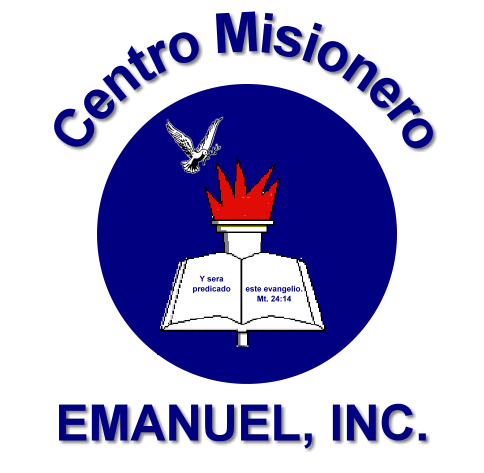 Centro Misionero
Y sera
predicado
este evangelio.
Mt. 24:14
EMANUEL, INC.